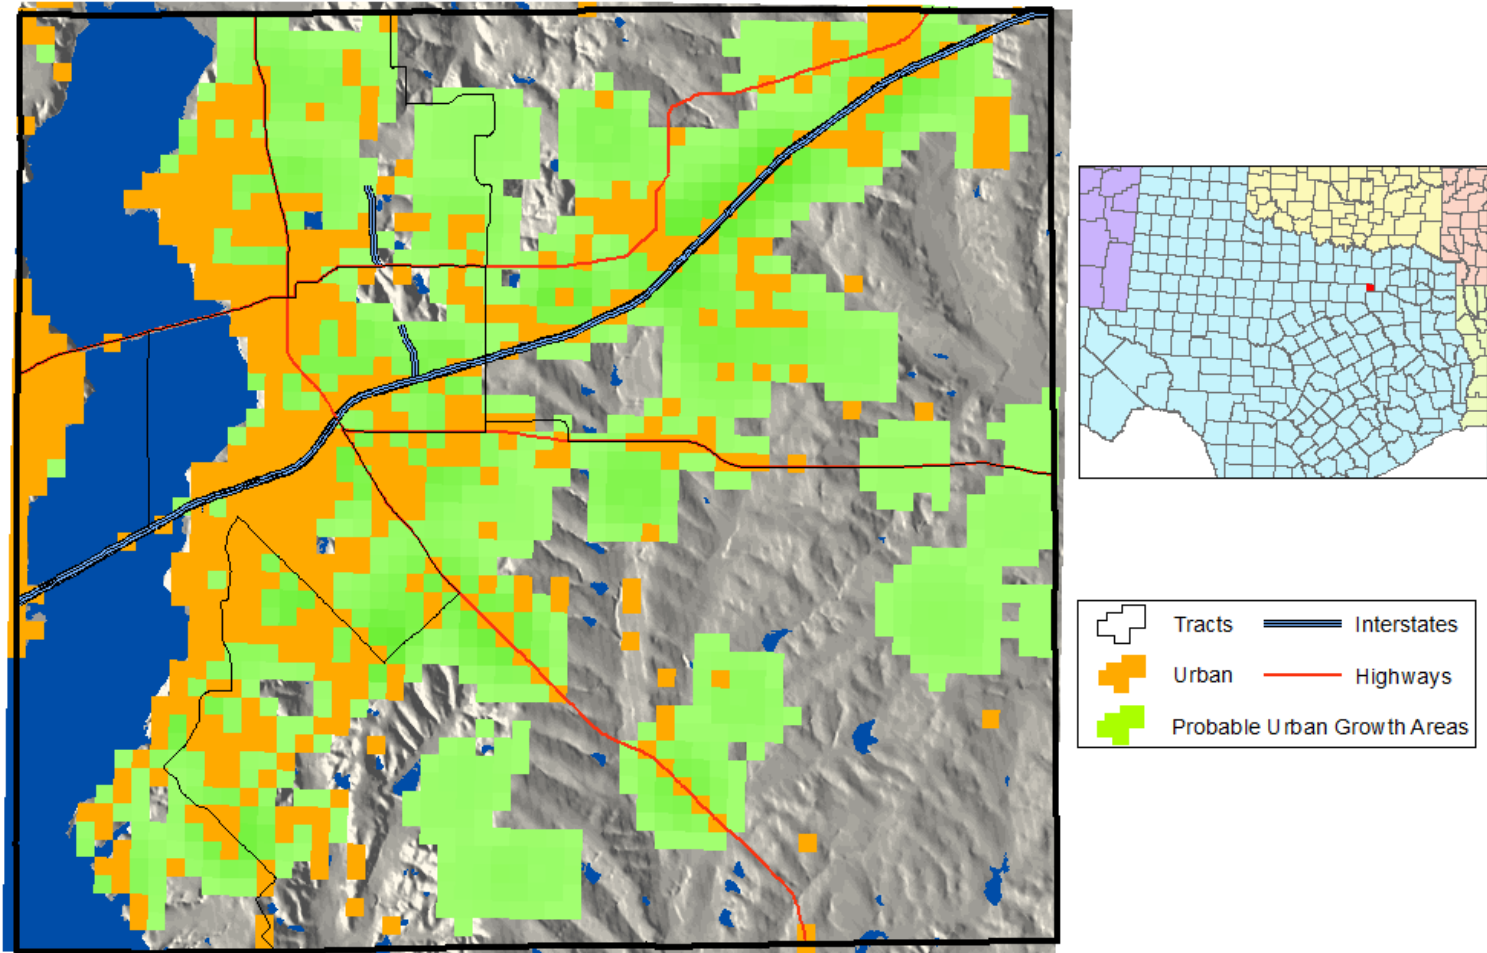 Tracts
Interstates
Urban
Highways
Probable Urban Growth Areas